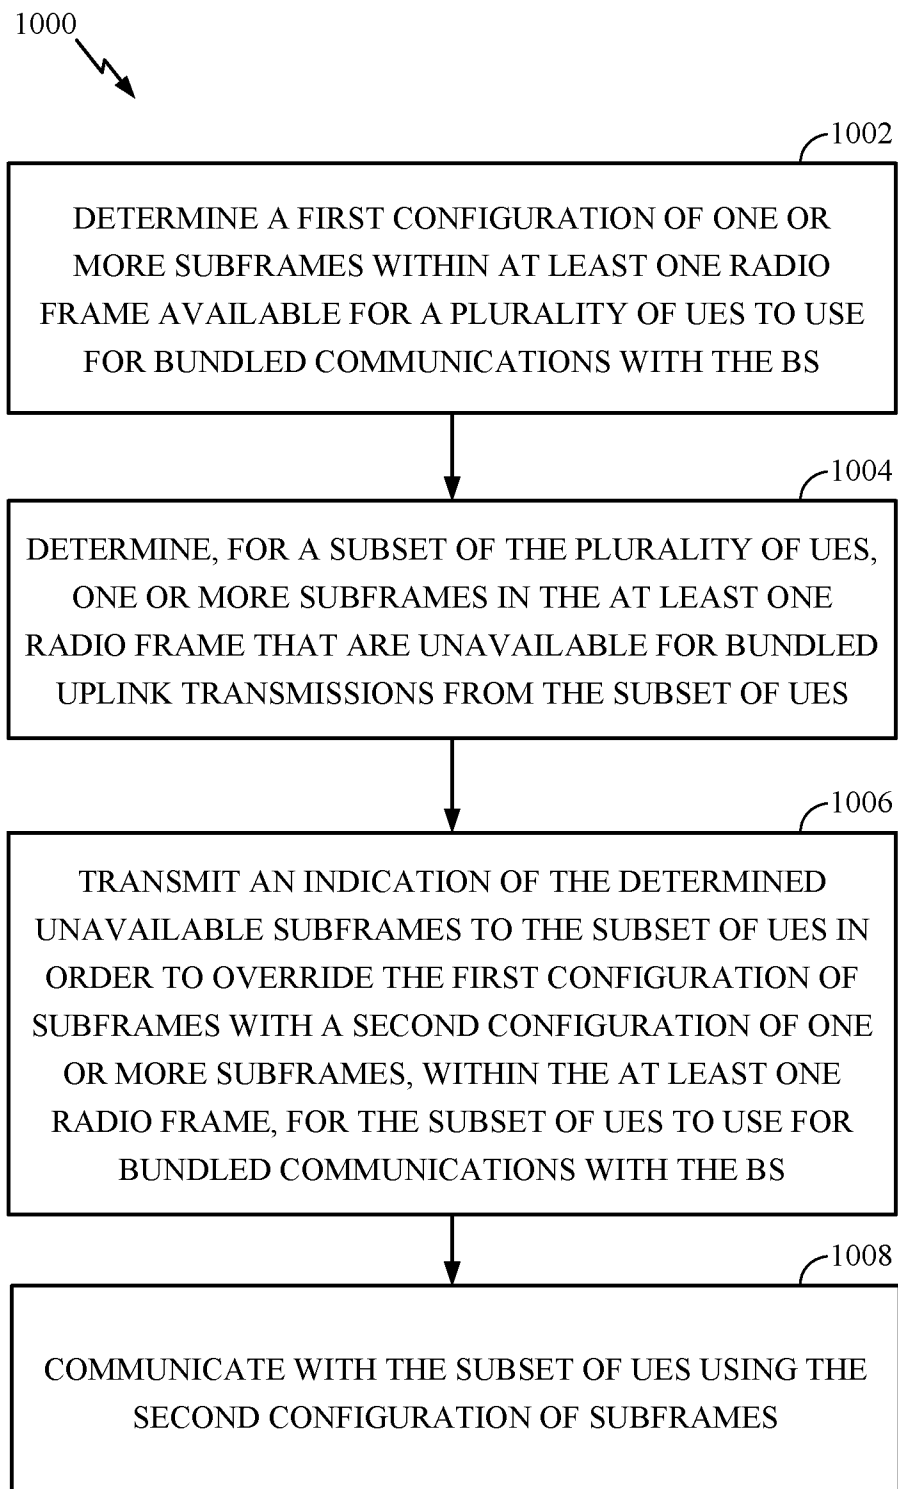 1000
1002
DETERMINE A FIRST CONFIGURATION OF ONE OR
MORE SUBFRAMES WITHIN AT LEAST ONE RADIO
FRAME AVAILABLE FOR A PLURALITY OF UES TO USE
FOR BUNDLED COMMUNICATIONS WITH THE BS
1004
DETERMINE, FOR A SUBSET OF THE PLURALITY OF UES,
ONE OR MORE SUBFRAMES IN THE AT LEAST ONE
RADIO FRAME THAT ARE UNAVAILABLE FOR BUNDLED
UPLINK TRANSMISSIONS FROM THE SUBSET OF UES
1006
TRANSMIT AN INDICATION OF THE DETERMINED
UNAVAILABLE SUBFRAMES TO THE SUBSET OF UES IN
ORDER TO OVERRIDE THE FIRST CONFIGURATION OF
SUBFRAMES WITH A SECOND CONFIGURATION OF ONE
OR MORE SUBFRAMES, WITHIN THE AT LEAST ONE
RADIO FRAME, FOR THE SUBSET OF UES TO USE FOR
BUNDLED COMMUNICATIONS WITH THE BS
1008
COMMUNICATE WITH THE SUBSET OF UES USING THE
SECOND CONFIGURATION OF SUBFRAMES